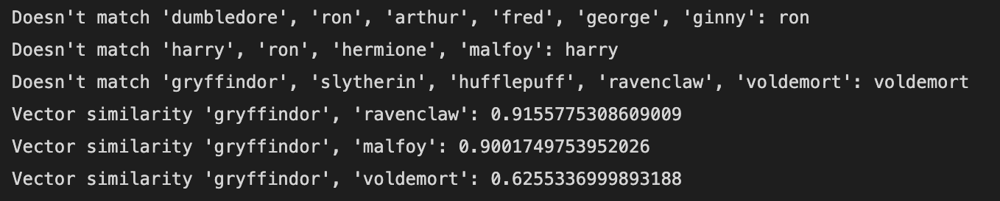 Doesn't match 'dumbledore', 'ron', 'arthur', 'fred', 'george', 'ginny': ron
Doesn't match 'harry', 'ron', 'hermione', 'malfoy': harry
Doesn't match 'gryffindor', 'slytherin', 'hufflepuff', 'ravenclaw', 'voldemort': voldemort
Vector similarity 'gryffindor', 'ravenclaw': 0.9155775308609009
Vector similarity 'gryffindor', 'malfoy': 0.9001749753952026
Vector similarity 'gryffindor', 'voldemort': 0.6255336999893188